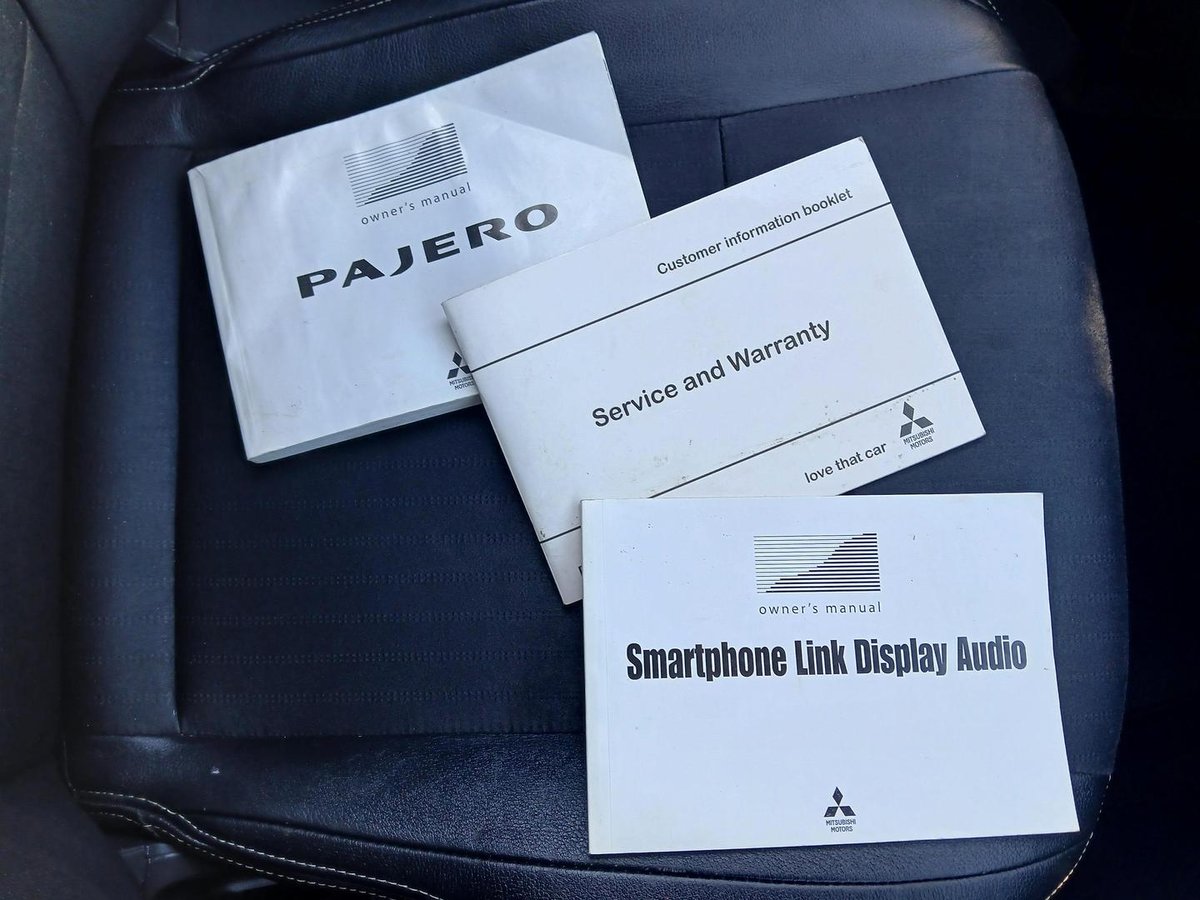 owner's manual
PAJERO
MITSUBISHI
MOTORS
Customer information booklet
Service and Warranty
love that car
MITSUBISHI
MOTORS
owner's manual
Smartphone Link Display Audio
MITSUBISHI
MOTORS